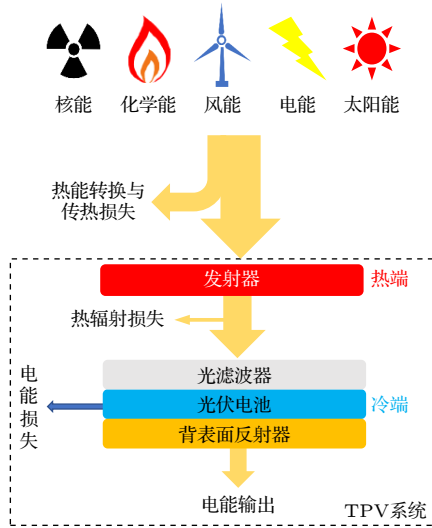 核能 化学能 风能 电能 太阳能
热能转换与
传热损失
发射器 热端
热辐射损失
光滤波器
电能损失
光伏电池 冷端
背表面反射器
电能输出
TPV系统